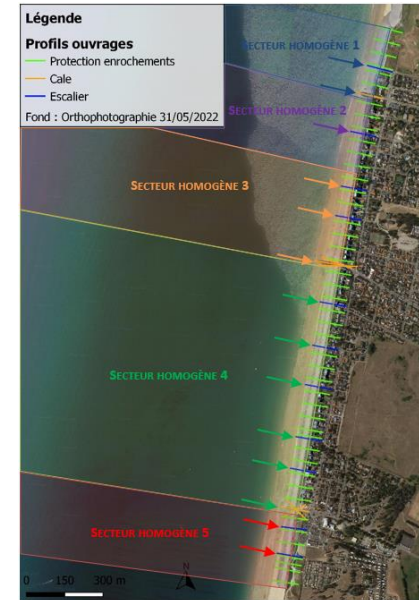 Légende
Profils ouvrages
Protection enrochements
Cale
Escalier
Fond : Orthophotographie 31/05/2022
SECTEUR HOMOGÈNE 1
SECTEUR HOMOGÈNE 2
SECTEUR HOMOGÈNE 3
SECTEUR HOMOGÈNE 4
SECTEUR HOMOGÈNE 5
0 150 300 m